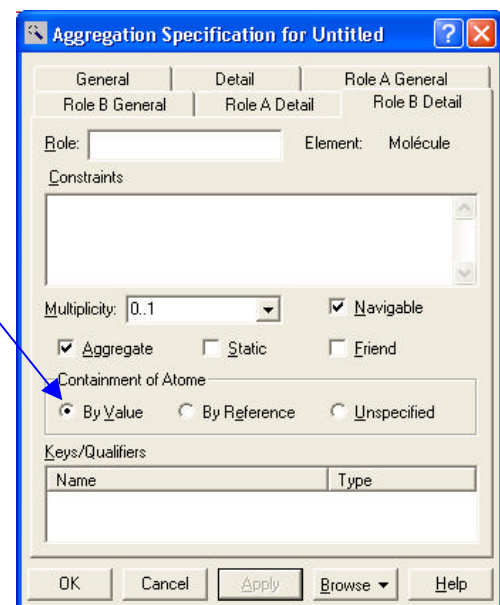 Aggregation Specification for Untitled
General Detail Role A General
Role B General Role A Detail Role B Detail
Role: Element: Molécule
Constraints
Multiplicity: 0..1 Navigable
Aggregate Static Friend
Containment of Atome
By Value By Reference Unspecified
Keys/Qualifiers
Name Type
OK Cancel Apply Browse Help